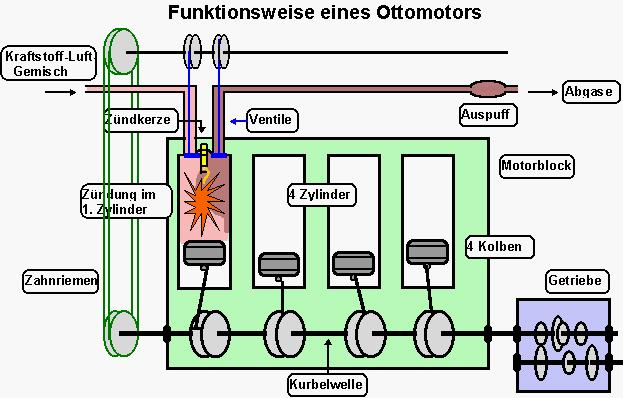 Funktionsweise eines Ottomotors
Kraftstoff-Luft-
Gemisch
Abgase
Auspuff
Zündkerze
Ventile
Motorblock
Zündung im
1. Zylinder
4 Zylinder
4 Kolben
Zahnriemen
Getriebe
Kurbelwelle